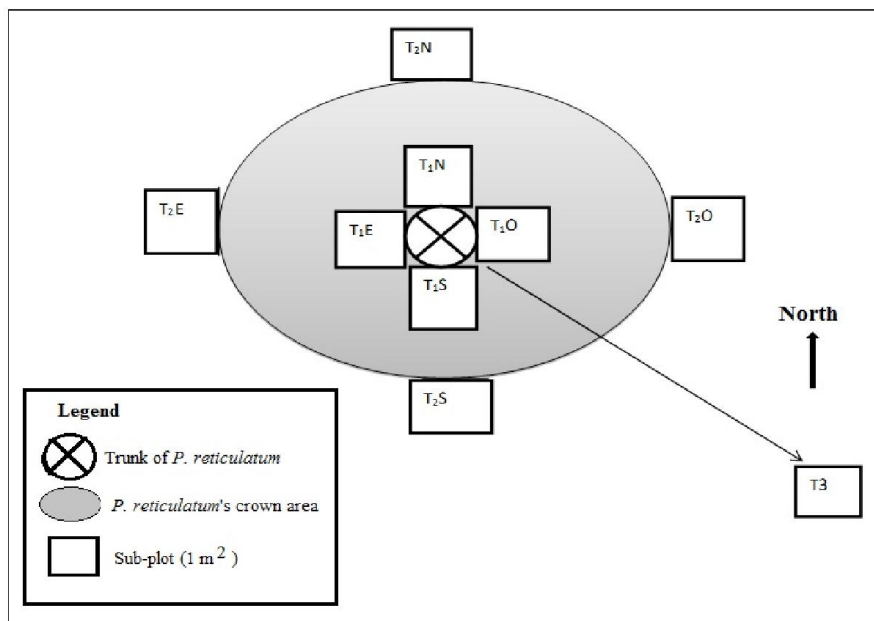 T₂N
T₁N
T₂E
T₁E
T₁O
T₂O
T₁S
North
T₂S
T3
Legend
Trunk of P. reticulatum
P. reticulatum's crown area
Sub-plot (1 m²)